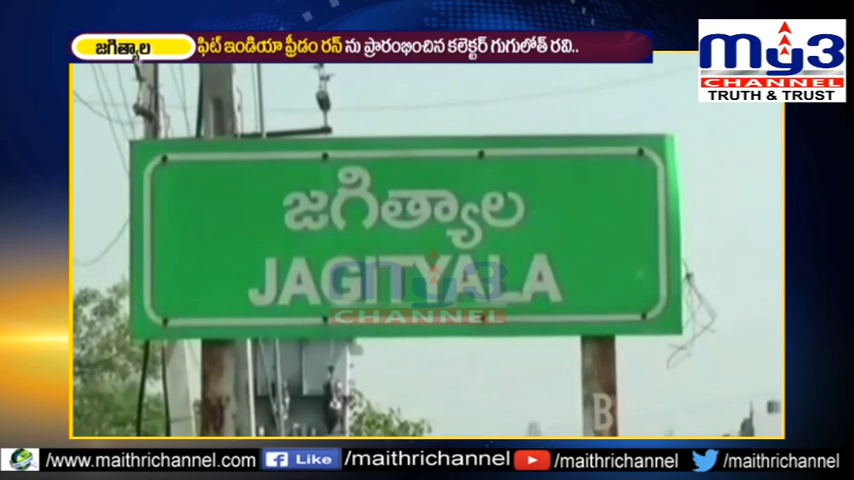 జగిత్యాల
ఫిట్ ఇండియా ఫ్రీడం రన్ ను ప్రారంభించిన కలెక్టర్ గుగులోత్ రవి..
my3
CHANNEL
TRUTH & TRUST
జగిత్యాల
JAGITYALA
my3
CHANNEL
B
/www.maithrichannel.com f Like /maithrichannel /maithrichannel /maithrichannel